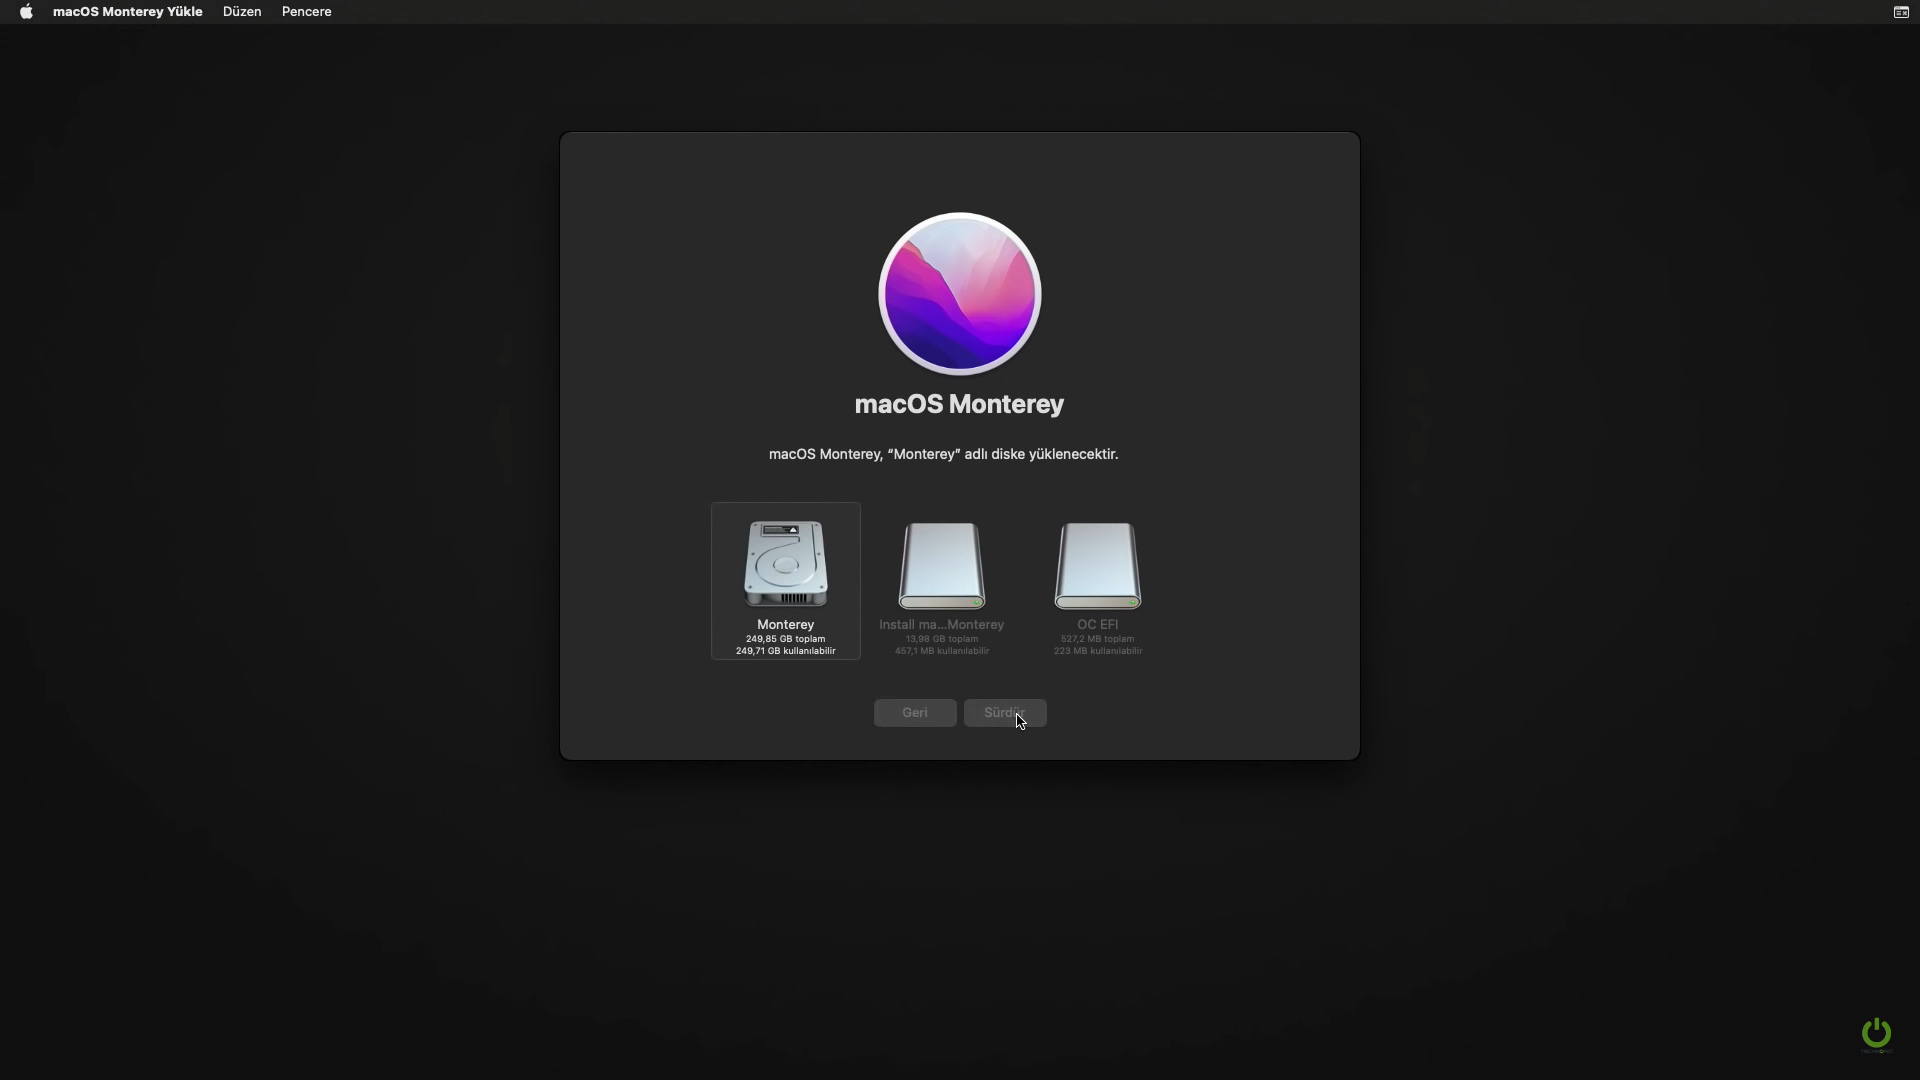 macOS Monterey Yükle Düzen Pencere
macOS Monterey
macOS Monterey, “Monterey” adlı diske yüklenecektir.
Monterey
249,85 GB toplam
249,71 GB kullanılabilir
Install ma...Monterey
13,98 GB toplam
457,1 MB kullanılabilir
OC EFI
527,2 MB toplam
223 MB kullanılabilir
Geri
Sürdür